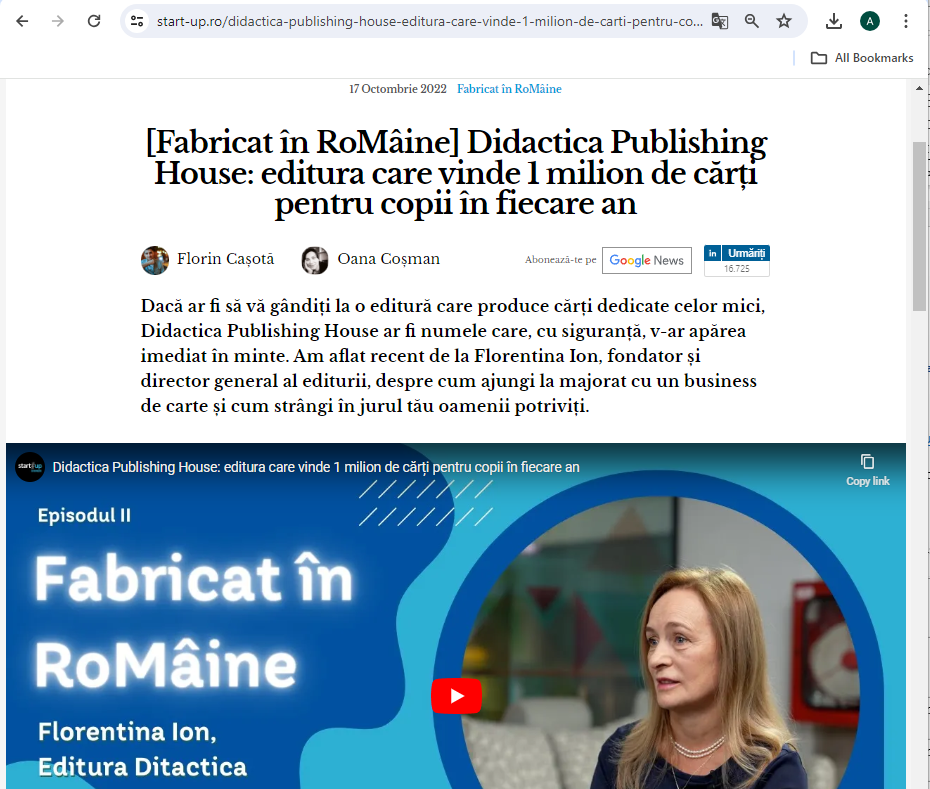 start-up.ro/didactica-publishing-house-editura-care-vinde-1-milion-de-carti-pentru-co...
A
All Bookmarks
17 Octombrie 2022 Fabricat în RoMâine
[Fabricat în RoMâine] Didactica Publishing
House: editura care vinde 1 milion de cărți
pentru copii în fiecare an
Florin Cașotă Oana Coșman Abonează-te pe Google News in Urmăriți
16.725
Dacă ar fi să vă gândiți la o editură care produce cărți dedicate celor mici,
Didactica Publishing House ar fi numele care, cu siguranță, v-ar apărea
imediat în minte. Am aflat recent de la Florentina Ion, fondator și
director general al editurii, despre cum ajungi la majorat cu un business
de carte și cum strângi în jurul tău oamenii potriviți.
start-up Didactica Publishing House: editura care vinde 1 milion de cărți pentru copii în fiecare an
Copy link
Episodul II
Fabricat în
RoMâine
Florentina Ion,
Editura Ditactica